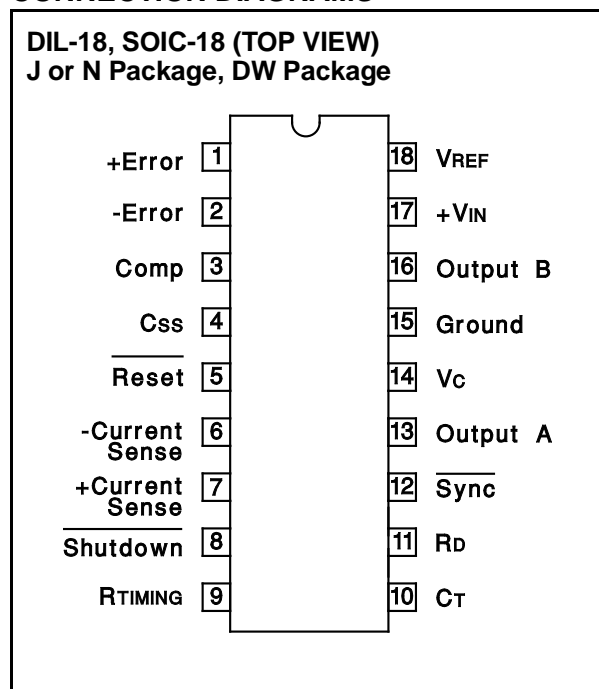 DIL-18, SOIC-18 (TOP VIEW)
J or N Package, DW Package
+Error 1
-Error 2
Comp 3
Css 4
Reset 5
-Current Sense 6
+Current Sense 7
Shutdown 8
RTIMING 9
18 VREF
17 +VIN
16 Output B
15 Ground
14 VC
13 Output A
12 Sync
11 RD
10 CT